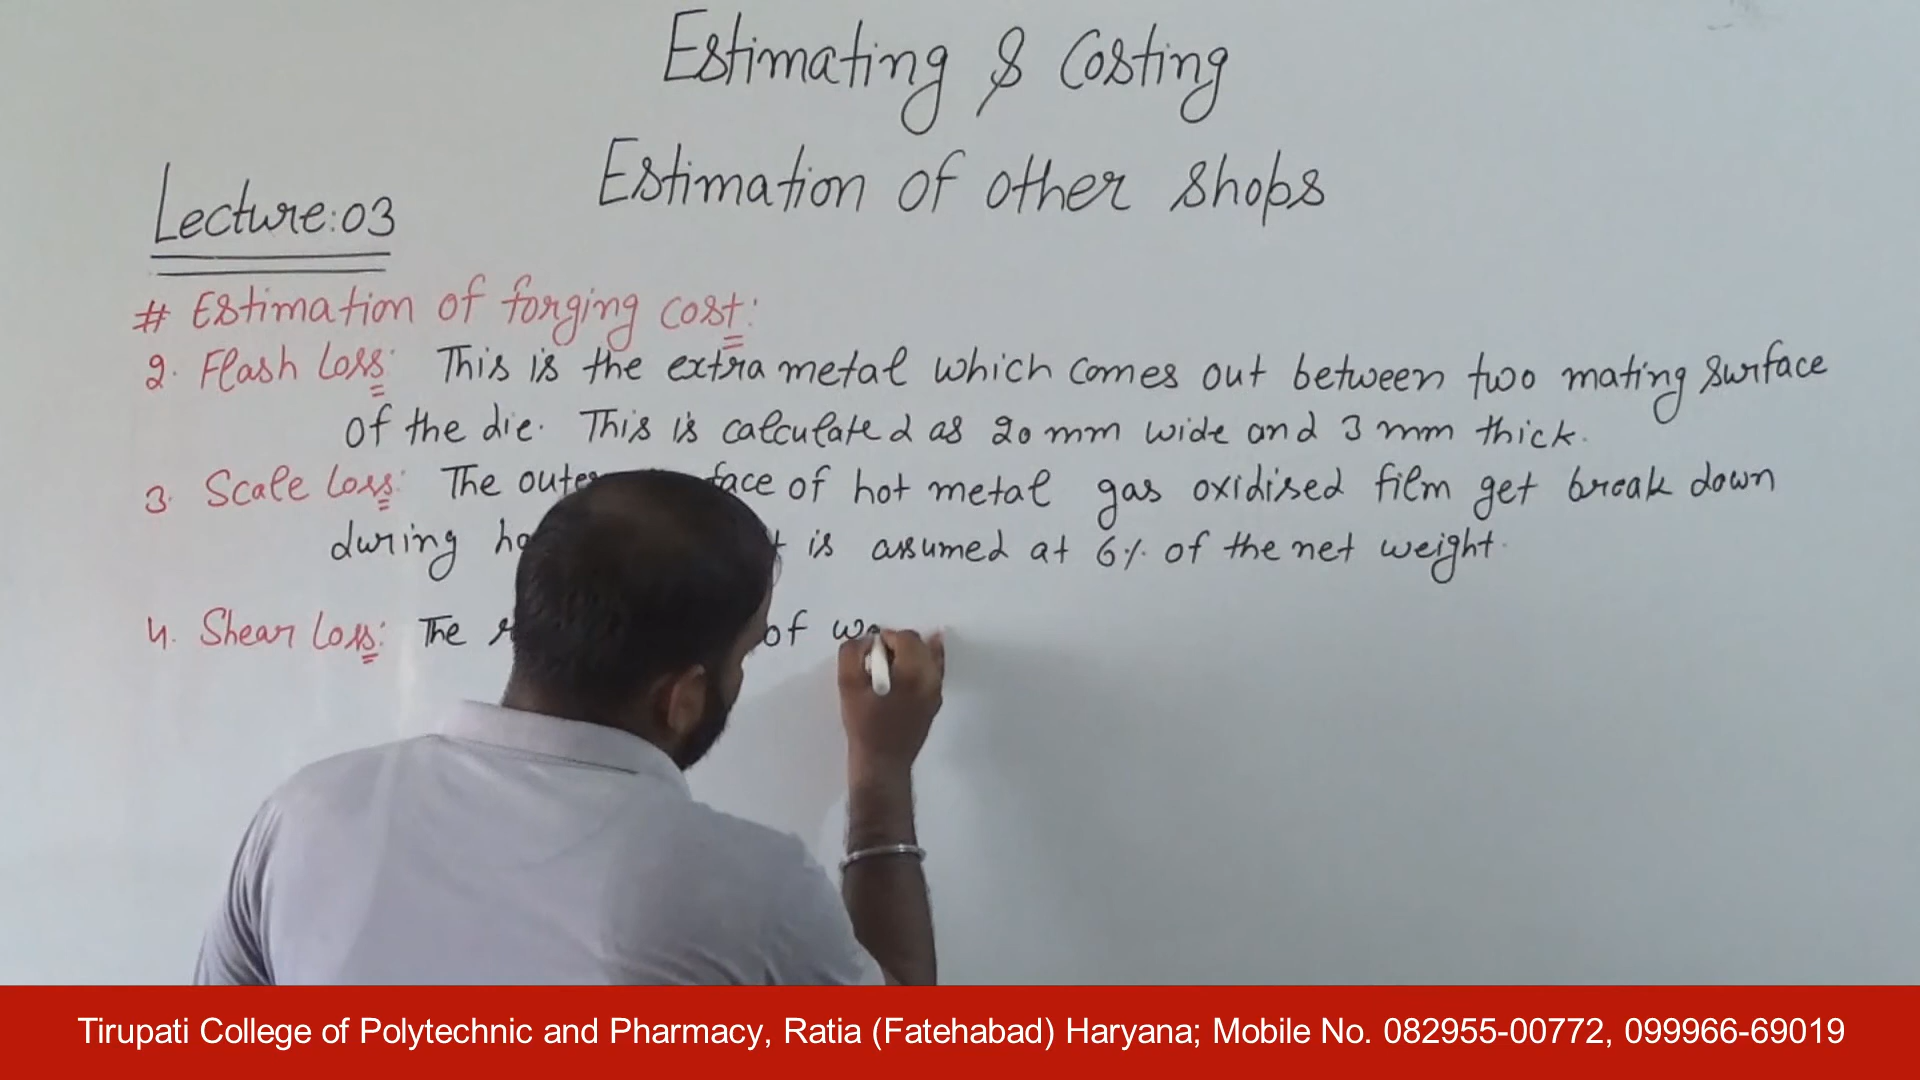 Estimating & Costing
Estimation of other shops
Lecture:03
# Estimation of forging cost:
2. Flash Loss: This is the extra metal which comes out between two mating surface
of the die. This is calculated as 20 mm wide and 3 mm thick.
3. Scale Loss: The of hot metal gas oxidised film get break down
during is assumed at 6% of the net weight.
4. Shear Loss: The of
Tirupati College of Polytechnic and Pharmacy, Ratia (Fatehabad) Haryana; Mobile No. 082955-00772, 099966-69019